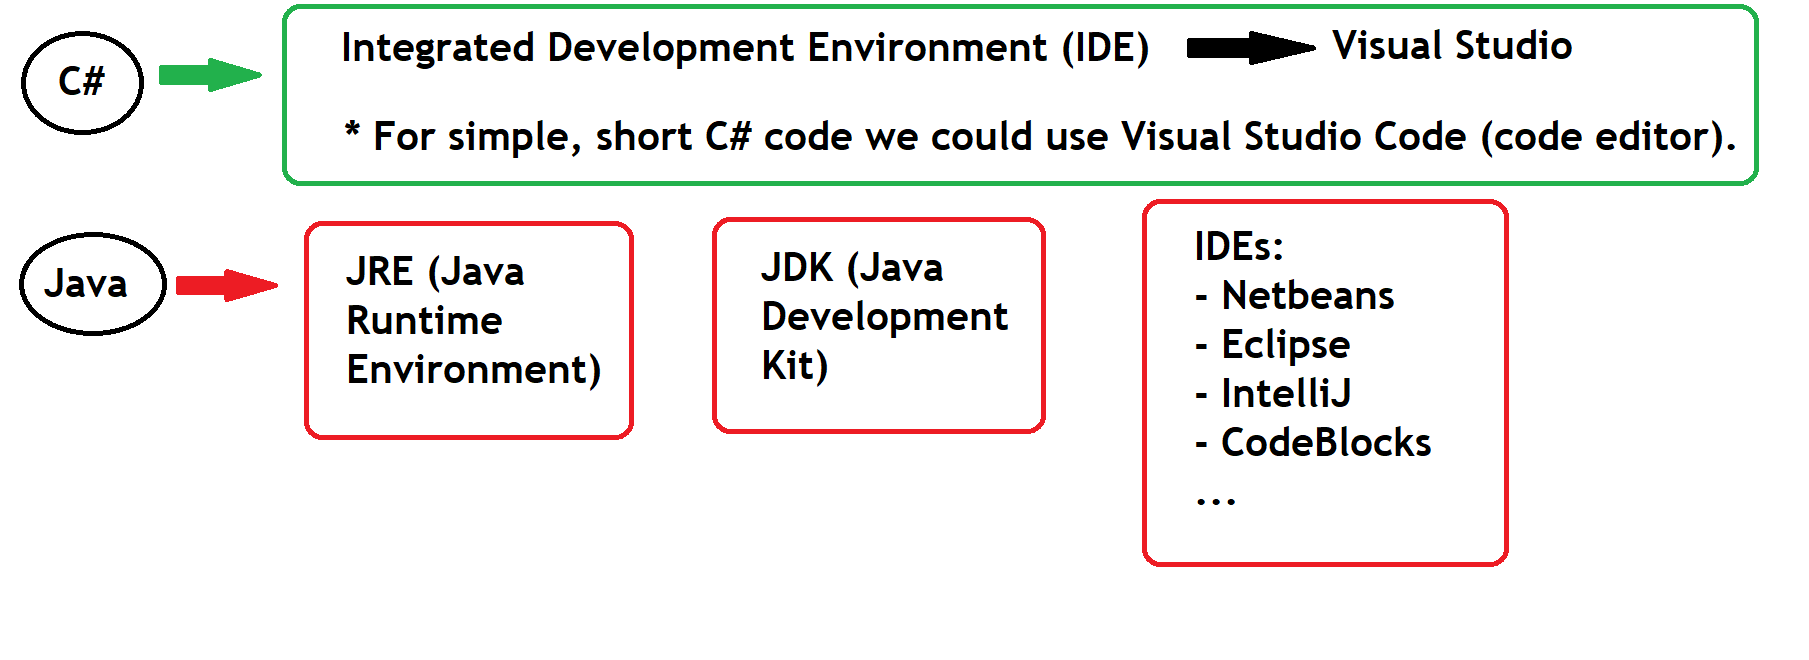 C#
Integrated Development Environment (IDE)
Visual Studio
* For simple, short C# code we could use Visual Studio Code (code editor).
Java
JRE (Java
Runtime
Environment)
JDK (Java
Development
Kit)
IDEs:
- Netbeans
- Eclipse
- IntelliJ
- CodeBlocks
...